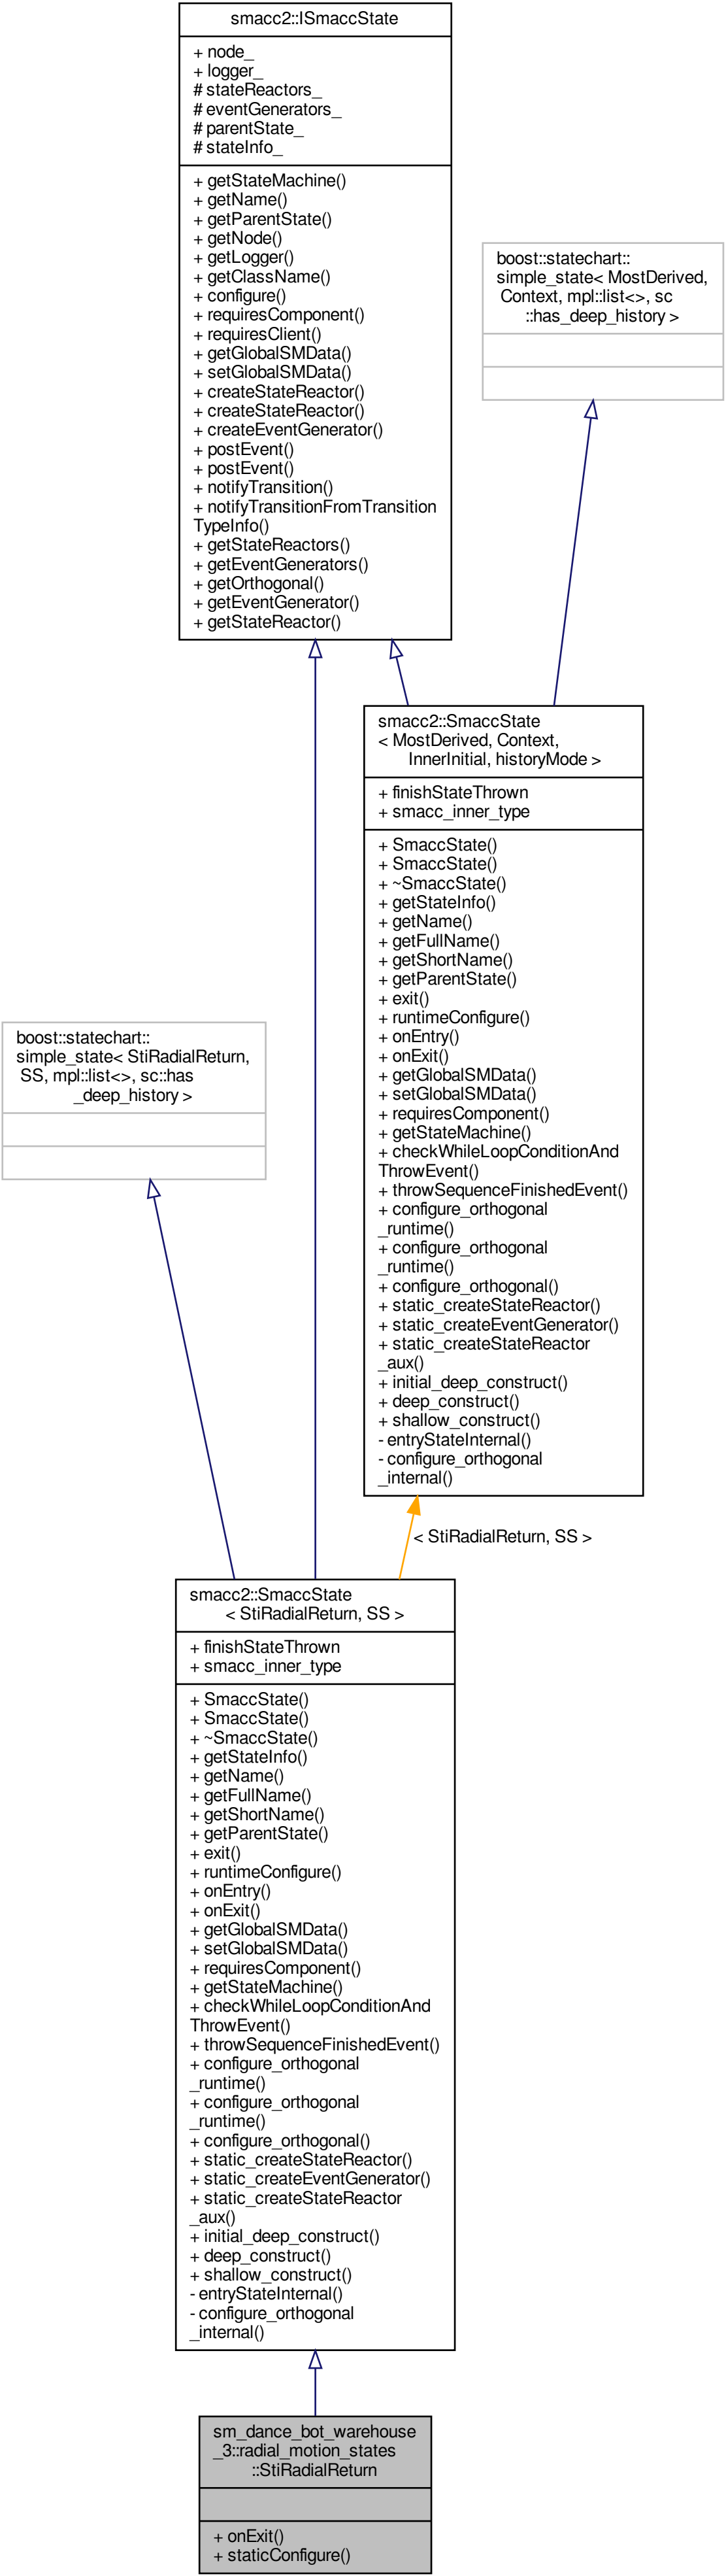 smacc2::ISmaccState
+ node_
+ logger_
# stateReactors_
# eventGenerators_
# parentState_
# stateInfo_
+ getStateMachine()
+ getName()
+ getParentState()
+ getNode()
+ getLogger()
+ getClassName()
+ configure()
+ requiresComponent()
+ requiresClient()
+ getGlobalSMData()
+ setGlobalSMData()
+ createStateReactor()
+ createStateReactor()
+ createEventGenerator()
+ postEvent()
+ postEvent()
+ notifyTransition()
+ notifyTransitionFromTransition
TypeInfo()
+ getStateReactors()
+ getEventGenerators()
+ getOrthogonal()
+ getEventGenerator()
+ getStateReactor()
boost::statechart::
simple_state< MostDerived,
Context, mpl::list<>, sc
::has_deep_history >
smacc2::SmaccState
< MostDerived, Context,
InnerInitial, historyMode >
+ finishStateThrown
+ smacc_inner_type
+ SmaccState()
+ SmaccState()
+ ~SmaccState()
+ getStateInfo()
+ getName()
+ getFullName()
+ getShortName()
+ getParentState()
+ exit()
+ runtimeConfigure()
+ onEntry()
+ onExit()
+ getGlobalSMData()
+ setGlobalSMData()
+ requiresComponent()
+ getStateMachine()
+ checkWhileLoopConditionAnd
ThrowEvent()
+ throwSequenceFinishedEvent()
+ configure_orthogonal
_runtime()
+ configure_orthogonal
_runtime()
+ configure_orthogonal()
+ static_createStateReactor()
+ static_createEventGenerator()
+ static_createStateReactor
_aux()
+ initial_deep_construct()
+ deep_construct()
+ shallow_construct()
- entryStateInternal()
- configure_orthogonal
_internal()
boost::statechart::
simple_state< StiRadialReturn,
SS, mpl::list<>, sc::has
_deep_history >
< StiRadialReturn, SS >
smacc2::SmaccState
< StiRadialReturn, SS >
+ finishStateThrown
+ smacc_inner_type
+ SmaccState()
+ SmaccState()
+ ~SmaccState()
+ getStateInfo()
+ getName()
+ getFullName()
+ getShortName()
+ getParentState()
+ exit()
+ runtimeConfigure()
+ onEntry()
+ onExit()
+ getGlobalSMData()
+ setGlobalSMData()
+ requiresComponent()
+ getStateMachine()
+ checkWhileLoopConditionAnd
ThrowEvent()
+ throwSequenceFinishedEvent()
+ configure_orthogonal
_runtime()
+ configure_orthogonal
_runtime()
+ configure_orthogonal()
+ static_createStateReactor()
+ static_createEventGenerator()
+ static_createStateReactor
_aux()
+ initial_deep_construct()
+ deep_construct()
+ shallow_construct()
- entryStateInternal()
- configure_orthogonal
_internal()
sm_dance_bot_warehouse
_3::radial_motion_states
::StiRadialReturn
+ onExit()
+ staticConfigure()